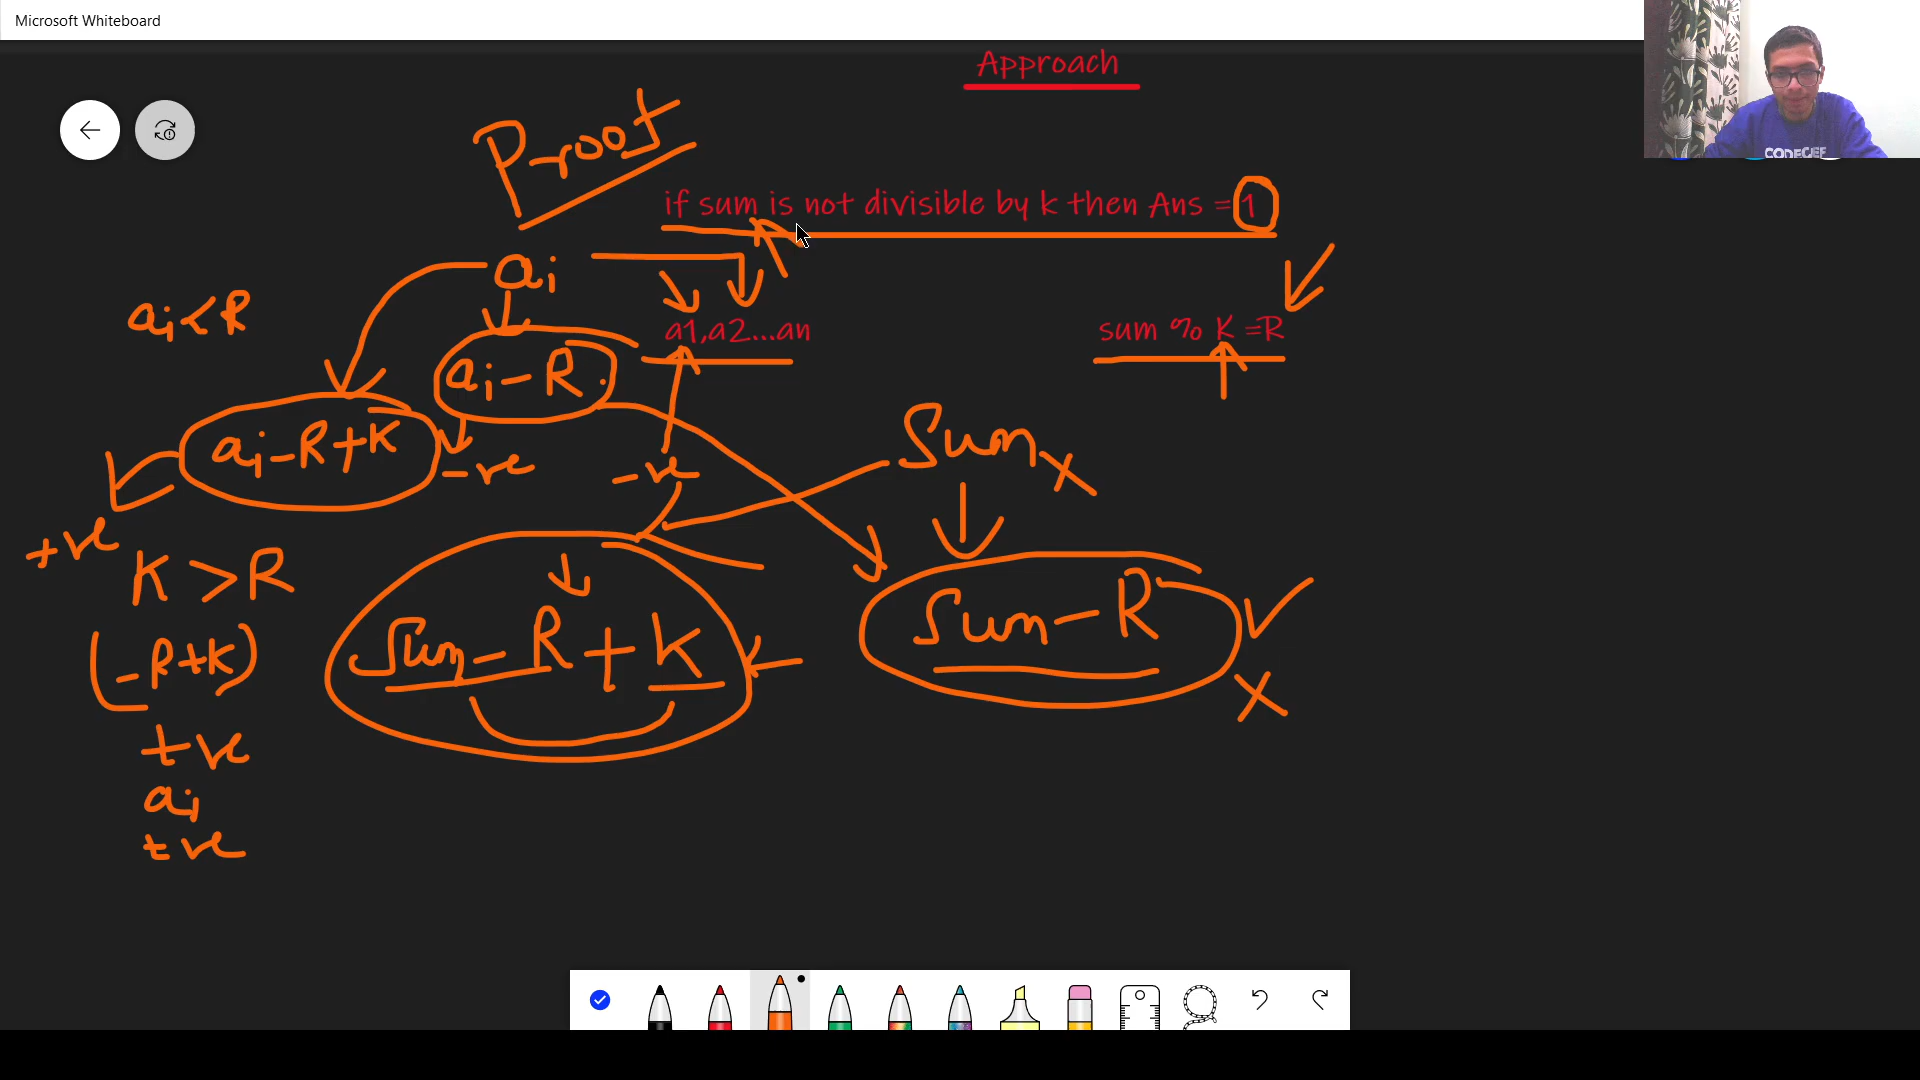 Microsoft Whiteboard
Approach
Proof
if sum is not divisible by k then Ans = 1
ai
ai < R
a1,a2...an
sum % K =R
ai - R
ai - R + K
-ve
-ve
Sum
+ve
K > R
Sum - R + K
Sum - R
(-R+K)
+ve
ai
+ve